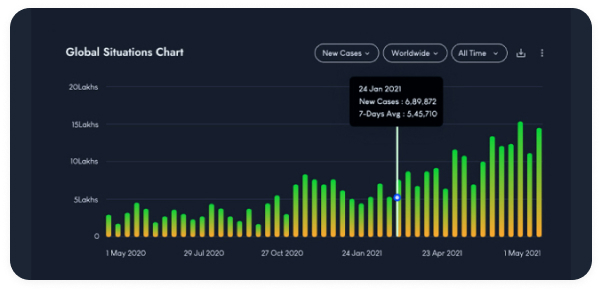 Global Situations Chart
New Cases
Worldwide
All Time
24 Jan 2021
New Cases : 6,89,872
7-Days Avg : 5,45,710
20Lakhs
15Lakhs
10Lakhs
5Lakhs
0
1 May 2020
29 Jul 2020
27 Oct 2020
24 Jan 2021
23 Apr 2021
1 May 2021